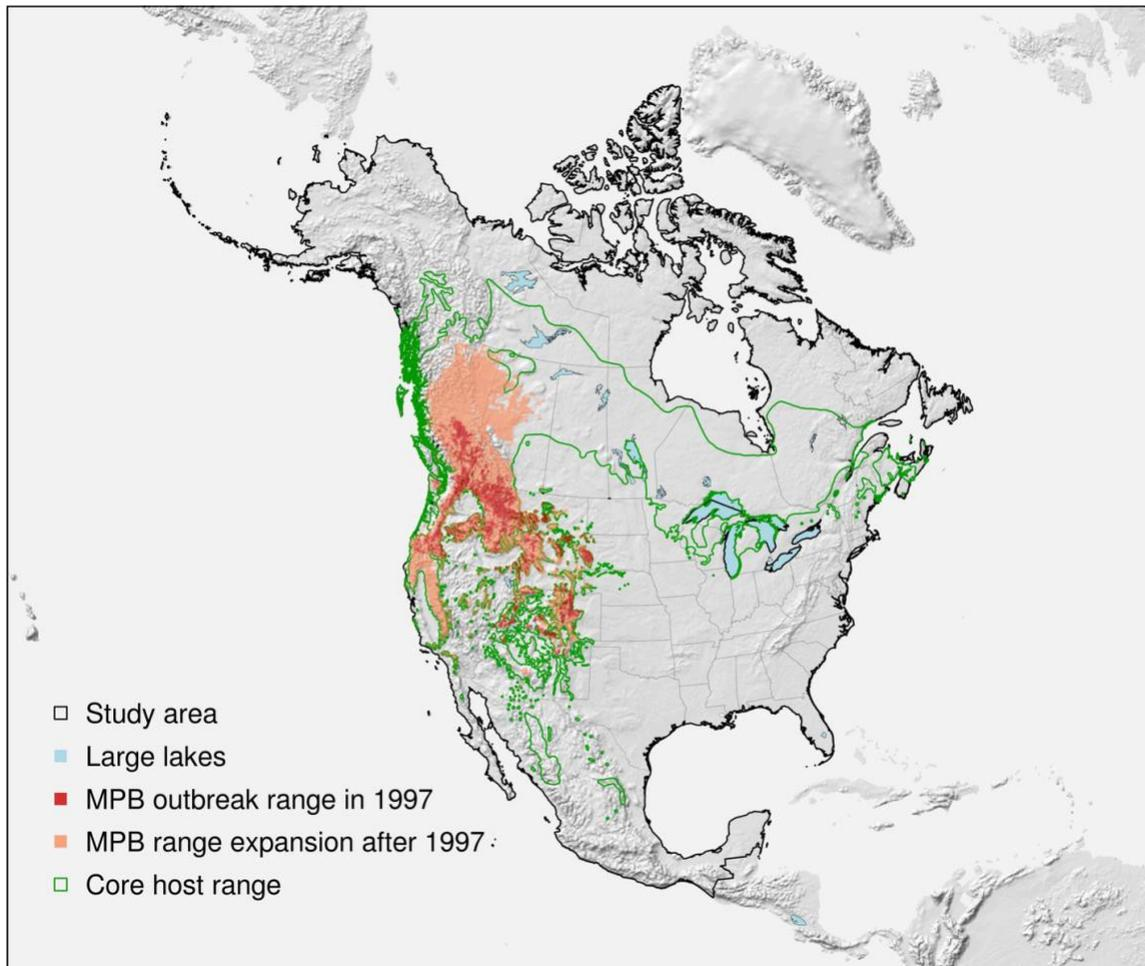 Study area
Large lakes
MPB outbreak range in 1997
MPB range expansion after 1997
Core host range